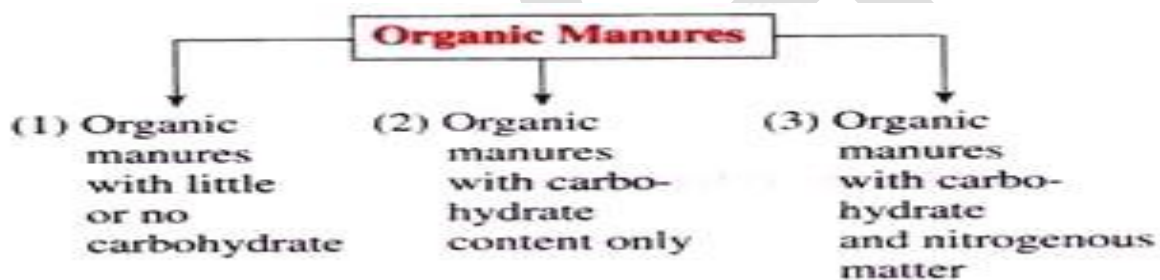 Organic Manures
(1) Organic
manures
with little
or no
carbohydrate
(2) Organic
manures
with carbo-
hydrate
content only
(3) Organic
manures
with carbo-
hydrate
and nitrogenous
matter